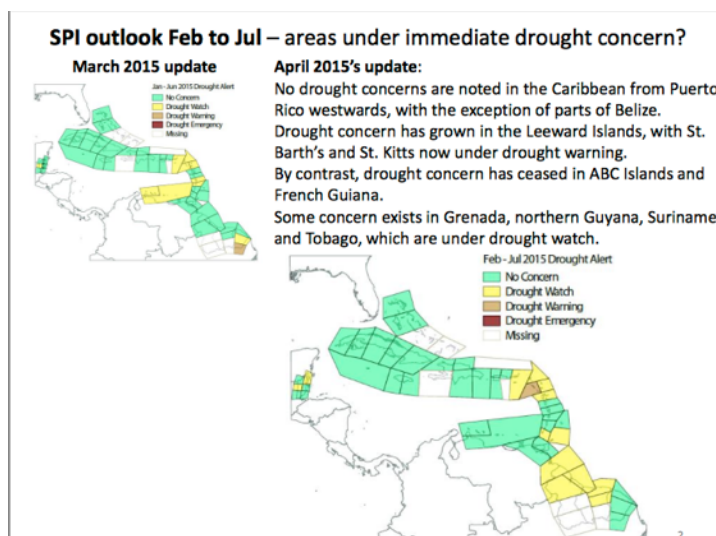 SPI outlook Feb to Jul – areas under immediate drought concern?
March 2015 update
Jan - Jun 2015 Drought Alert
No Concern
Drought Watch
Drought Warning
Drought Emergency
Missing
April 2015's update:
No drought concerns are noted in the Caribbean from Puerto
Rico westwards, with the exception of parts of Belize.
Drought concern has grown in the Leeward Islands, with St.
Barth's and St. Kitts now under drought warning.
By contrast, drought concern has ceased in ABC Islands and
French Guiana.
Some concern exists in Grenada, northern Guyana, Suriname
and Tobago, which are under drought watch.
Feb - Jul 2015 Drought Alert
No Concern
Drought Watch
Drought Warning
Drought Emergency
Missing